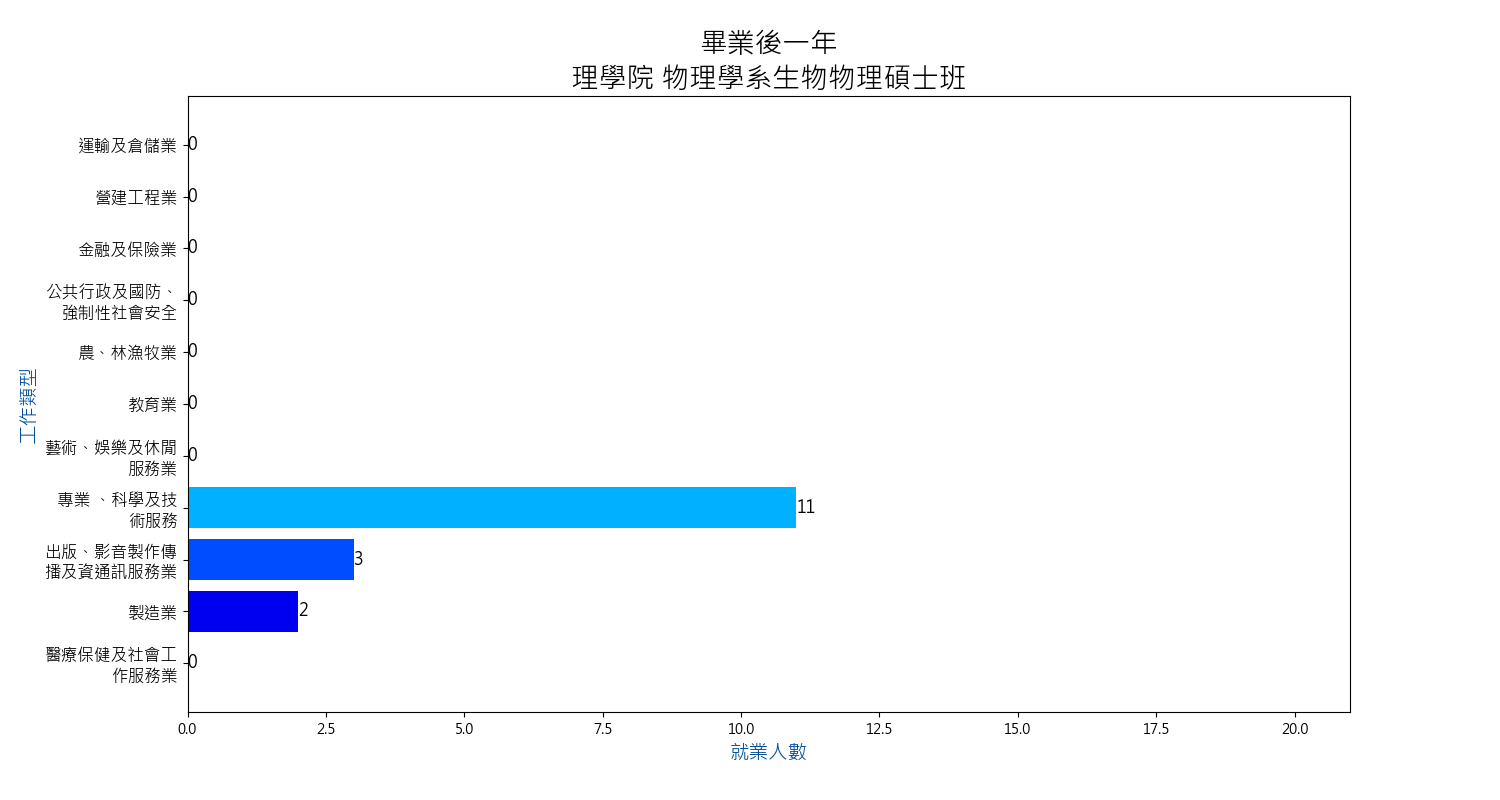 畢業後一年
理學院 物理學系生物物理碩士班
運輸及倉儲業
0
營建工程業
0
金融及保險業
0
公共行政及國防、
強制性社會安全
0
農、林漁牧業
0
教育業
0
藝術、娛樂及休閒
服務業
0
專業 、科學及技
術服務
11
出版、影音製作傳
播及資通訊服務業
3
製造業
2
醫療保健及社會工
作服務業
0
工作類型
0.0 2.5 5.0 7.5 10.0 12.5 15.0 17.5 20.0
就業人數